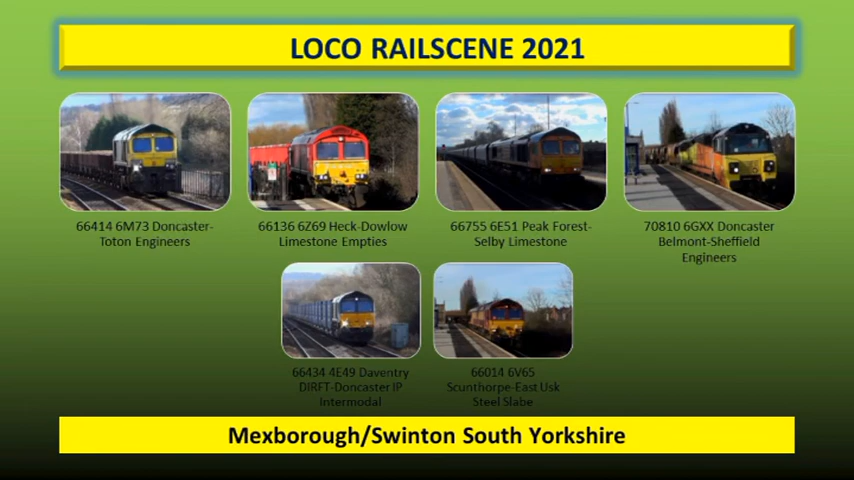 LOCO RAILSCENE 2021
66414 6M73 Doncaster-
Toton Engineers
66136 6Z69 Heck-Dowlow
Limestone Empties
66755 6E51 Peak Forest-
Selby Limestone
70810 6GXX Doncaster
Belmont-Sheffield
Engineers
66434 4E49 Daventry
DIRFT-Doncaster IP
Intermodal
66014 6V65
Scunthorpe-East Usk
Steel Slabe
Mexborough/Swinton South Yorkshire